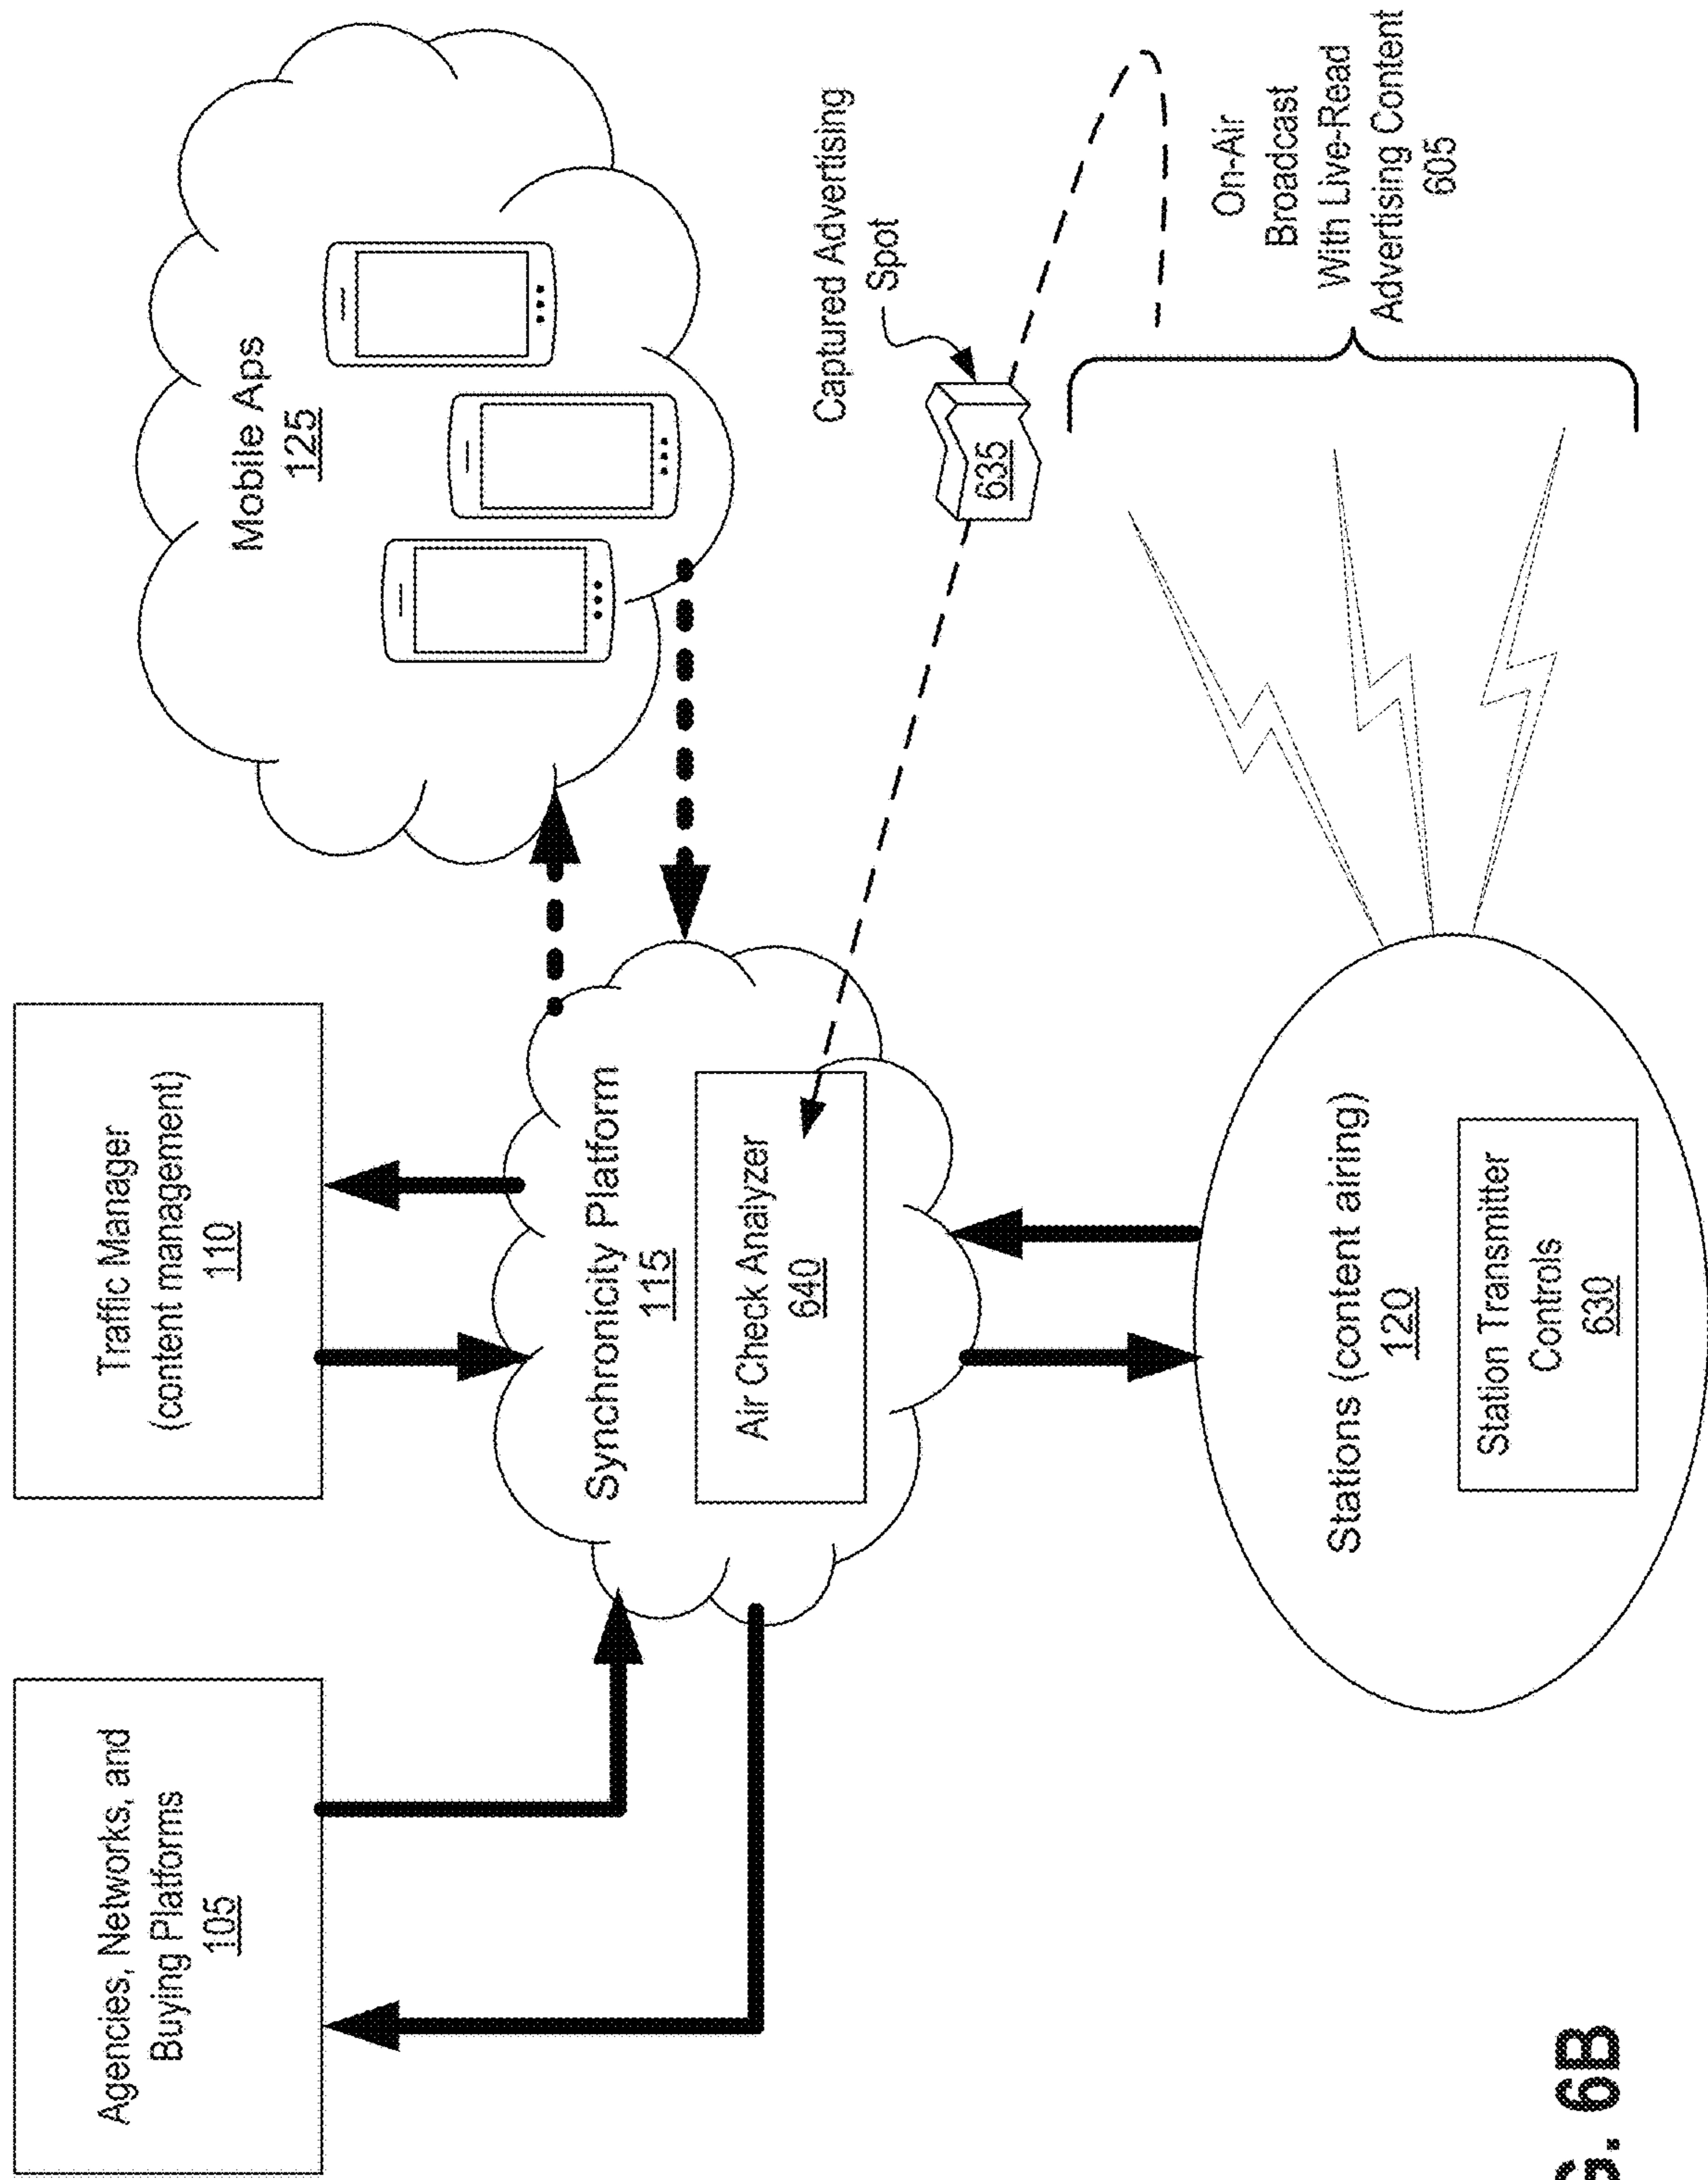 Agencies, Networks, and
Buying Platforms
105
Traffic Manager
(content management)
110
Mobile Aps
125
Synchronicity Platform
115
Air Check Analyzer
640
Captured Advertising
Spot
635
On-Air
Broadcast
With Live-Read
Advertising Content
605
Stations (content airing)
120
Station Transmitter
Controls
630
G. 6B